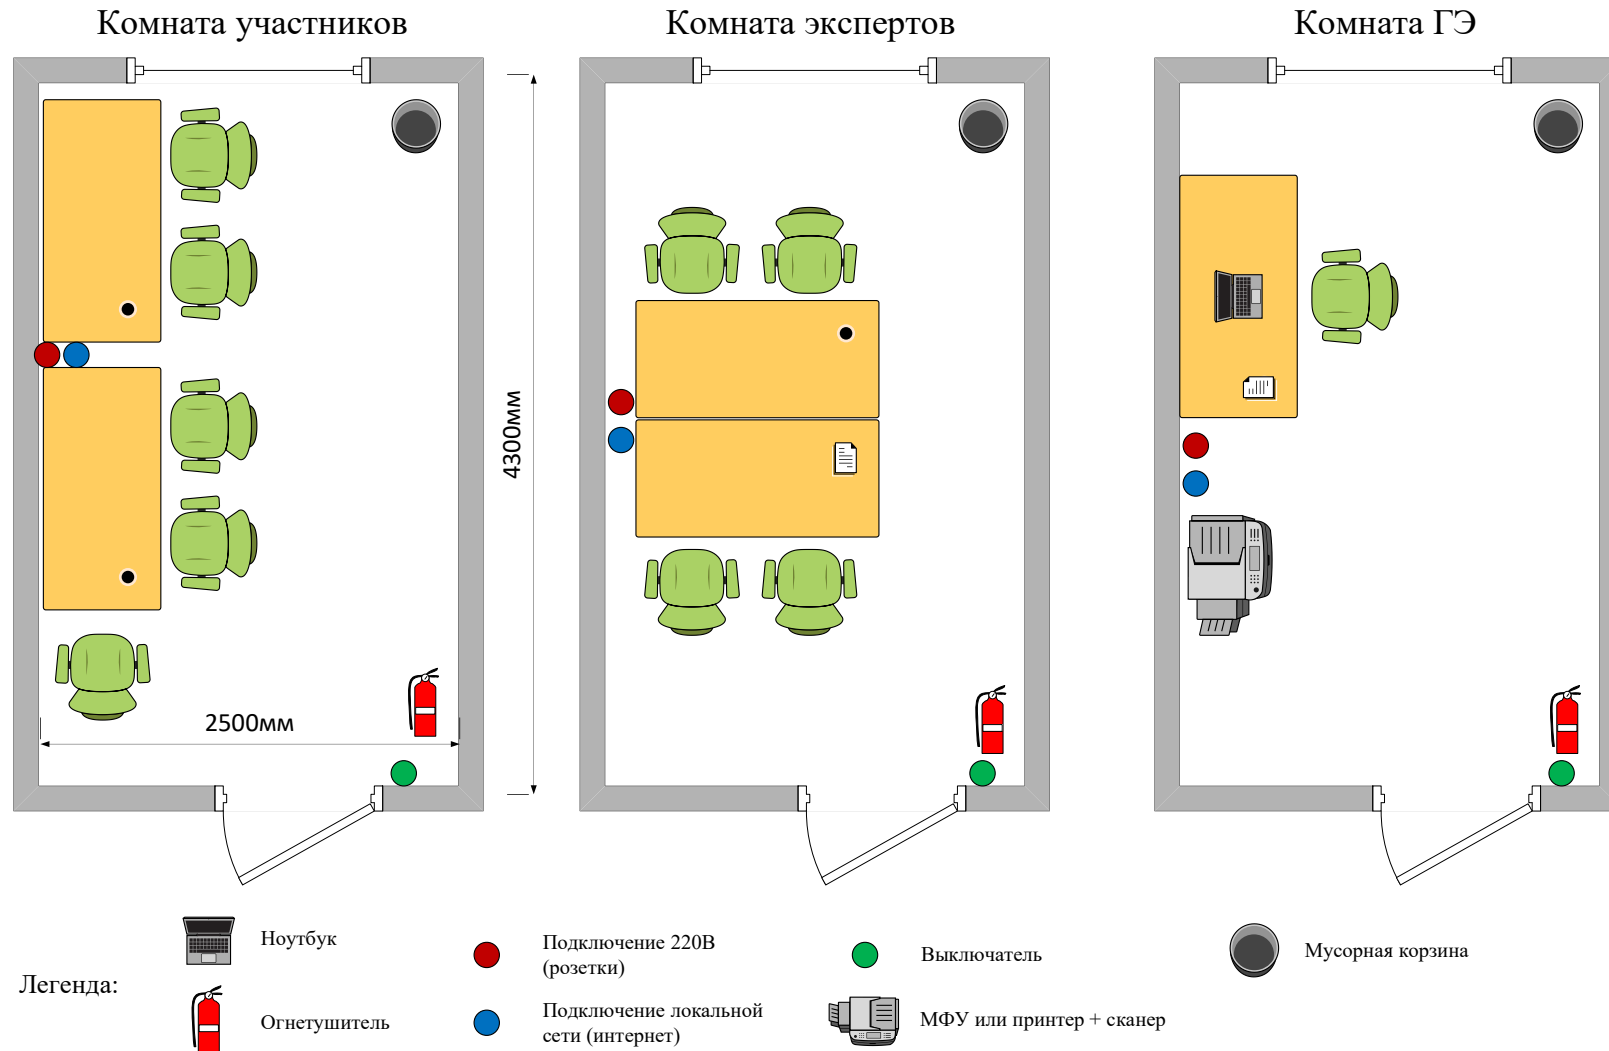 Комната участников
Комната экспертов
Комната ГЭ
4300мм
2500мм
Легенда:
Ноутбук
Огнетушитель
Подключение 220В
(розетки)
Подключение локальной
сети (интернет)
Выключатель
МФУ или принтер + сканер
Мусорная корзина